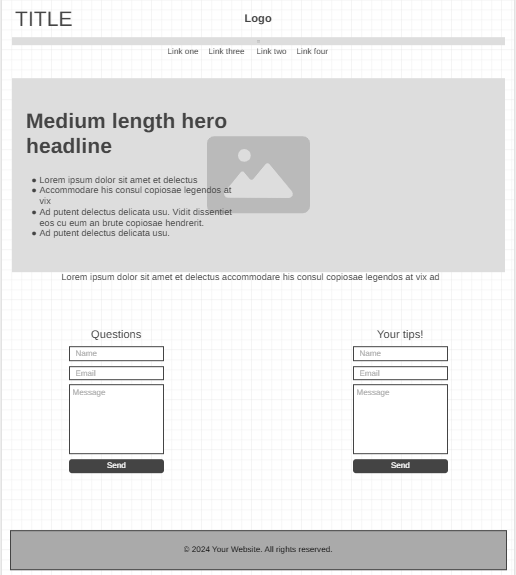 TITLE
Logo
Link one Link three Link two Link four
Medium length hero
headline
● Lorem ipsum dolor sit amet et delectus
● Accommodare his consul copiosae legendos at
vix
● Ad putent delectus delicata usu. Vidit dissentiet
eos cu eum an brute copiosae hendrerit.
● Ad putent delectus delicata usu.
Lorem ipsum dolor sit amet et delectus accommodare his consul copiosae legendos at vix ad
Questions
Name
Email
Message
Send
Your tips!
Name
Email
Message
Send
© 2024 Your Website. All rights reserved.